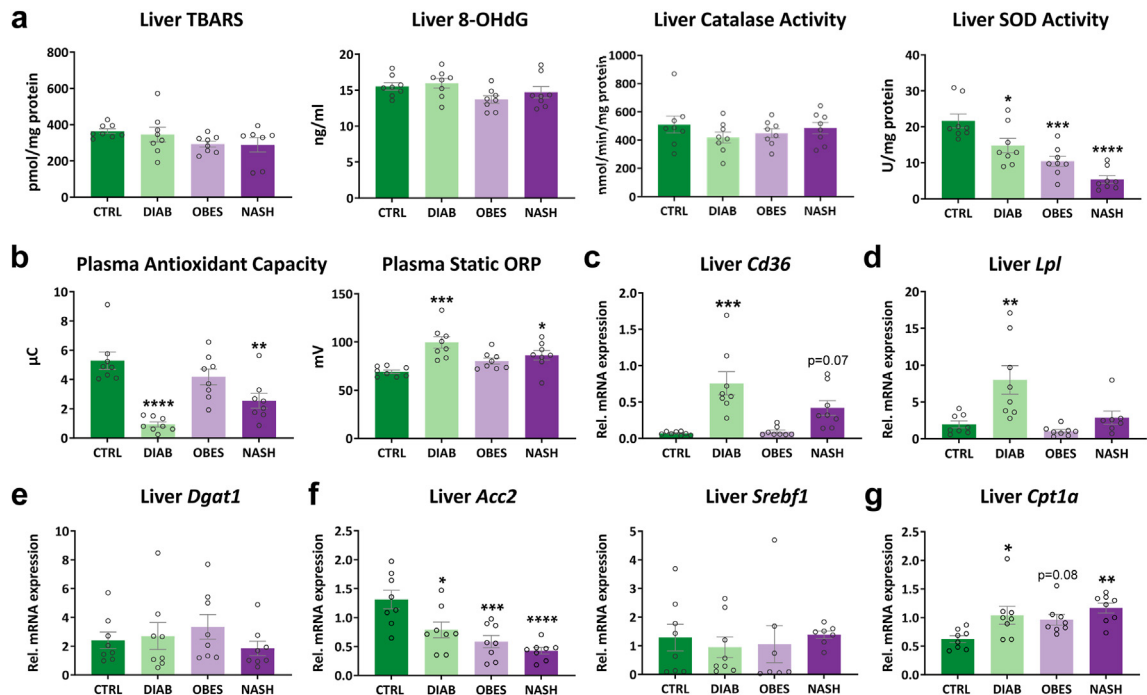 a
Liver TBARS
Liver 8-OHdG
Liver Catalase Activity
Liver SOD Activity
pmol/mg protein
800
600
400
200
0
CTRL DIAB OBES NASH
ng/ml
20
15
10
5
0
CTRL DIAB OBES NASH
nmol/min/mg protein
1000
800
600
400
200
0
CTRL DIAB OBES NASH
U/mg protein
40
30
20
10
0
* *** ****
CTRL DIAB OBES NASH
b
Plasma Antioxidant Capacity
Plasma Static ORP
c
Liver Cd36
d
Liver Lpl
µC
10
8
6
4
2
0
**** **
CTRL DIAB OBES NASH
mV
150
100
50
0
*** *
CTRL DIAB OBES NASH
Rel. mRNA expression
2.0
1.5
1.0
0.5
0.0
*** p=0.07
CTRL DIAB OBES NASH
Rel. mRNA expression
20
15
10
5
0
**
CTRL DIAB OBES NASH
e
Liver Dgat1
f
Liver Acc2
Liver Srebf1
g
Liver Cpt1a
Rel. mRNA expression
10
8
6
4
2
0
CTRL DIAB OBES NASH
Rel. mRNA expression
2.5
2.0
1.5
1.0
0.5
0.0
* *** ****
CTRL DIAB OBES NASH
Rel. mRNA expression
5
4
3
2
1
0
CTRL DIAB OBES NASH
Rel. mRNA expression
2.5
2.0
1.5
1.0
0.5
0.0
* p=0.08 **
CTRL DIAB OBES NASH